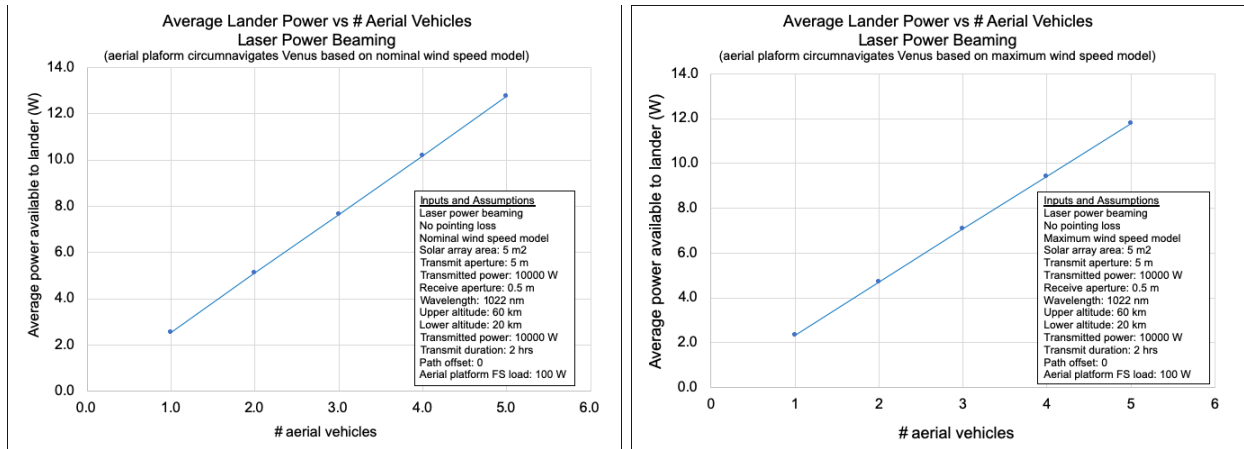 Average Lander Power vs # Aerial Vehicles
Laser Power Beaming
(aerial plaform circumnavigates Venus based on nominal wind speed model)
Average power available to lander (W)
14.0
12.0
10.0
8.0
6.0
4.0
2.0
0.0
Inputs and Assumptions
Laser power beaming
No pointing loss
Nominal wind speed model
Solar array area: 5 m2
Transmit aperture: 5 m
Transmitted power: 10000 W
Receive aperture: 0.5 m
Wavelength: 1022 nm
Upper altitude: 60 km
Lower altitude: 20 km
Transmitted power: 10000 W
Transmit duration: 2 hrs
Path offset: 0
Aerial platform FS load: 100 W
0.0 1.0 2.0 3.0 4.0 5.0 6.0
# aerial vehicles
Average Lander Power vs # Aerial Vehicles
Laser Power Beaming
(aerial plaform circumnavigates Venus based on maximum wind speed model)
Average power available to lander (W)
14.0
12.0
10.0
8.0
6.0
4.0
2.0
0.0
Inputs and Assumptions
Laser power beaming
No pointing loss
Maximum wind speed model
Solar array area: 5 m2
Transmit aperture: 5 m
Transmitted power: 10000 W
Receive aperture: 0.5 m
Wavelength: 1022 nm
Upper altitude: 60 km
Lower altitude: 20 km
Transmitted power: 10000 W
Transmit duration: 2 hrs
Path offset: 0
Aerial platform FS load: 100 W
0 1 2 3 4 5 6
# aerial vehicles